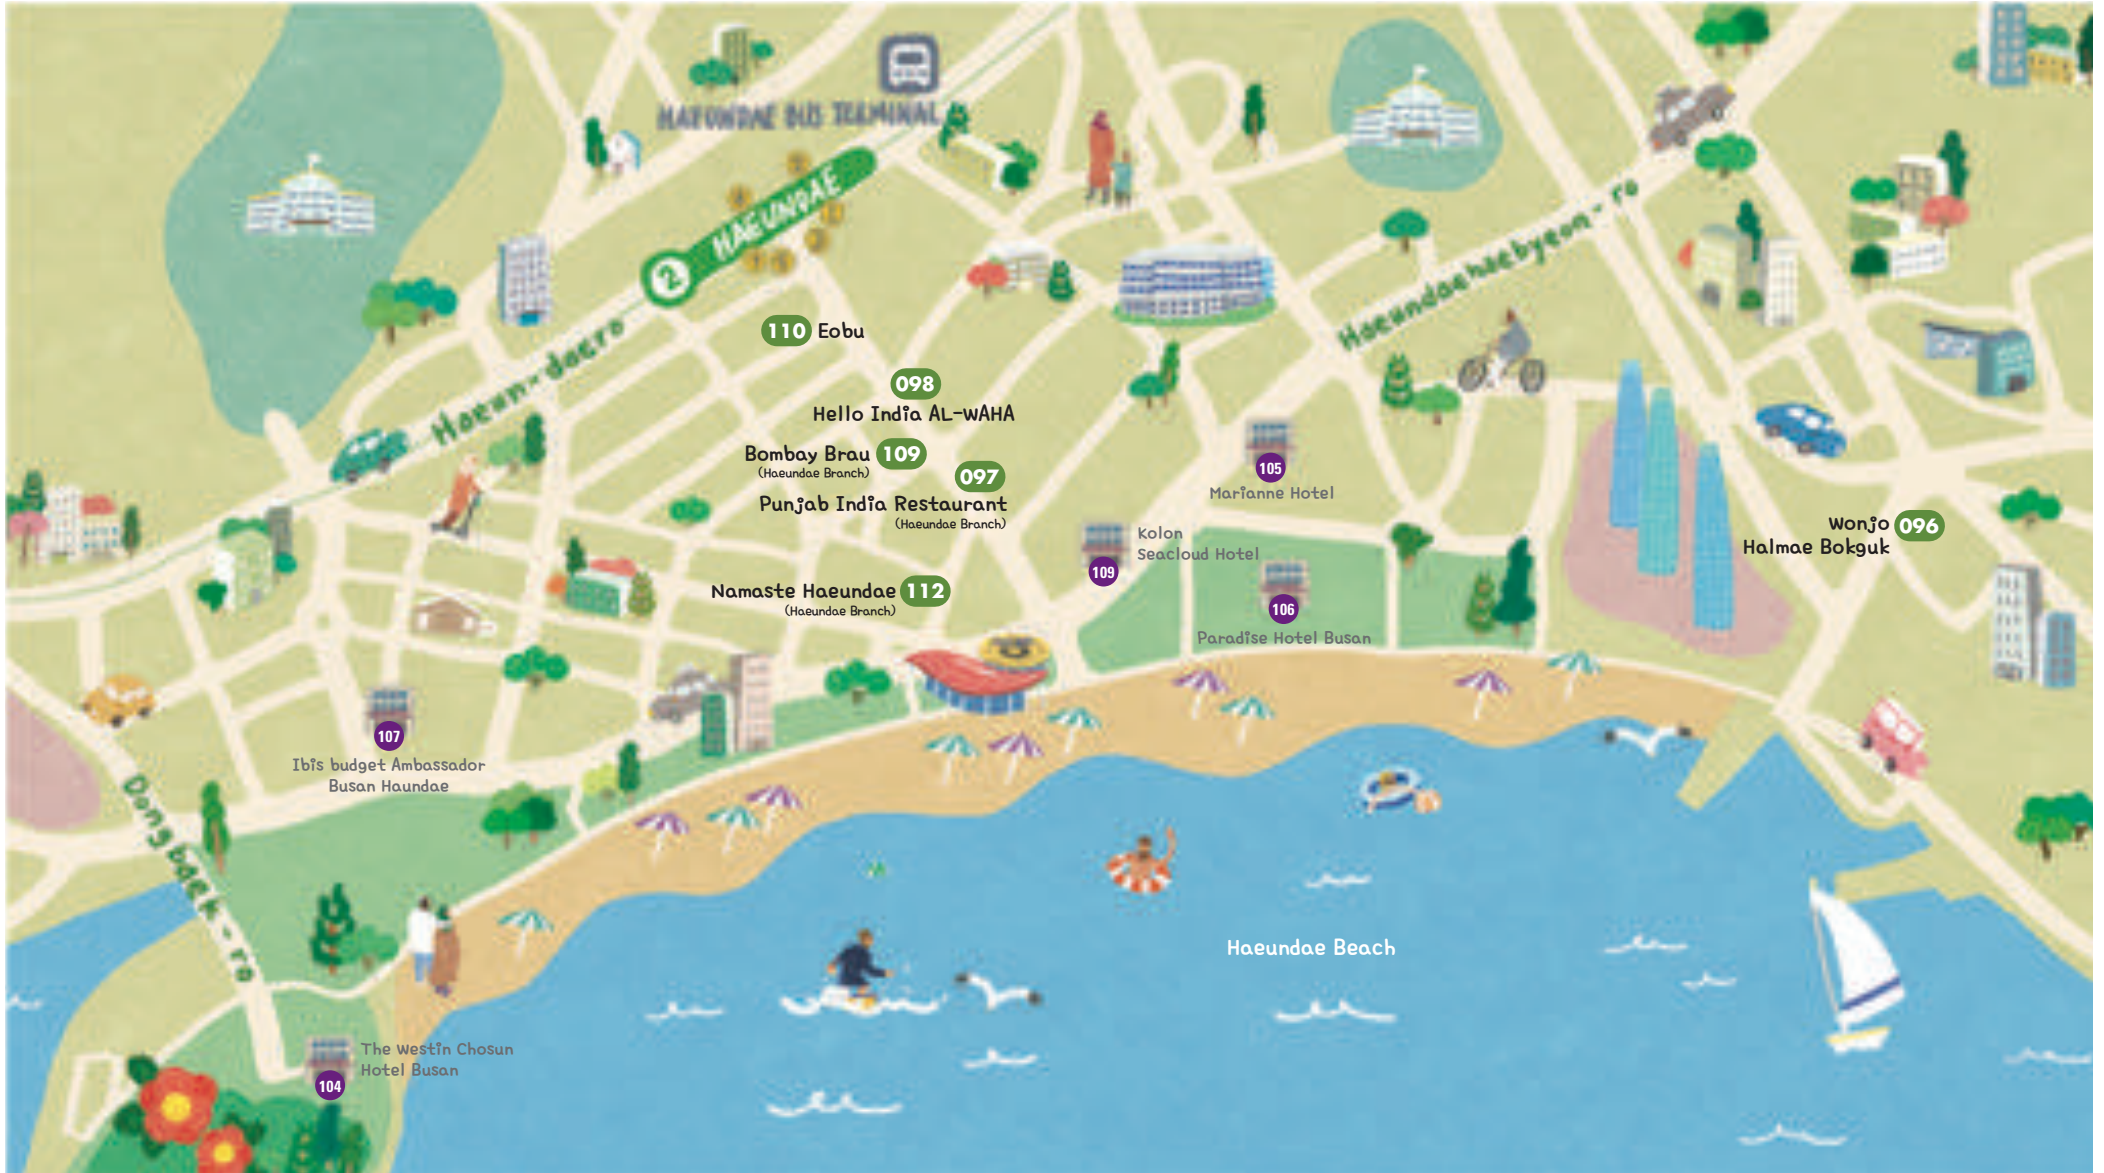 HAEUNDAE BUS TERMINAL
2 HAEUNDAE
Haeundaehaebyeon-ro
Haeun-daero
110 Eobu
098
Hello India AL-WAHA
Bombay Brau 109
(Haeundae Branch)
097
Punjab India Restaurant
(Haeundae Branch)
105
Marianne Hotel
Wonjo 096
Halmae Bokguk
Kolon
Seacloud Hotel
109
Namaste Haeundae 112
(Haeundae Branch)
106
Paradise Hotel Busan
107
Ibis budget Ambassador
Busan Haundae
Dongbaek-ro
Haeundae Beach
The Westin Chosun
Hotel Busan
104